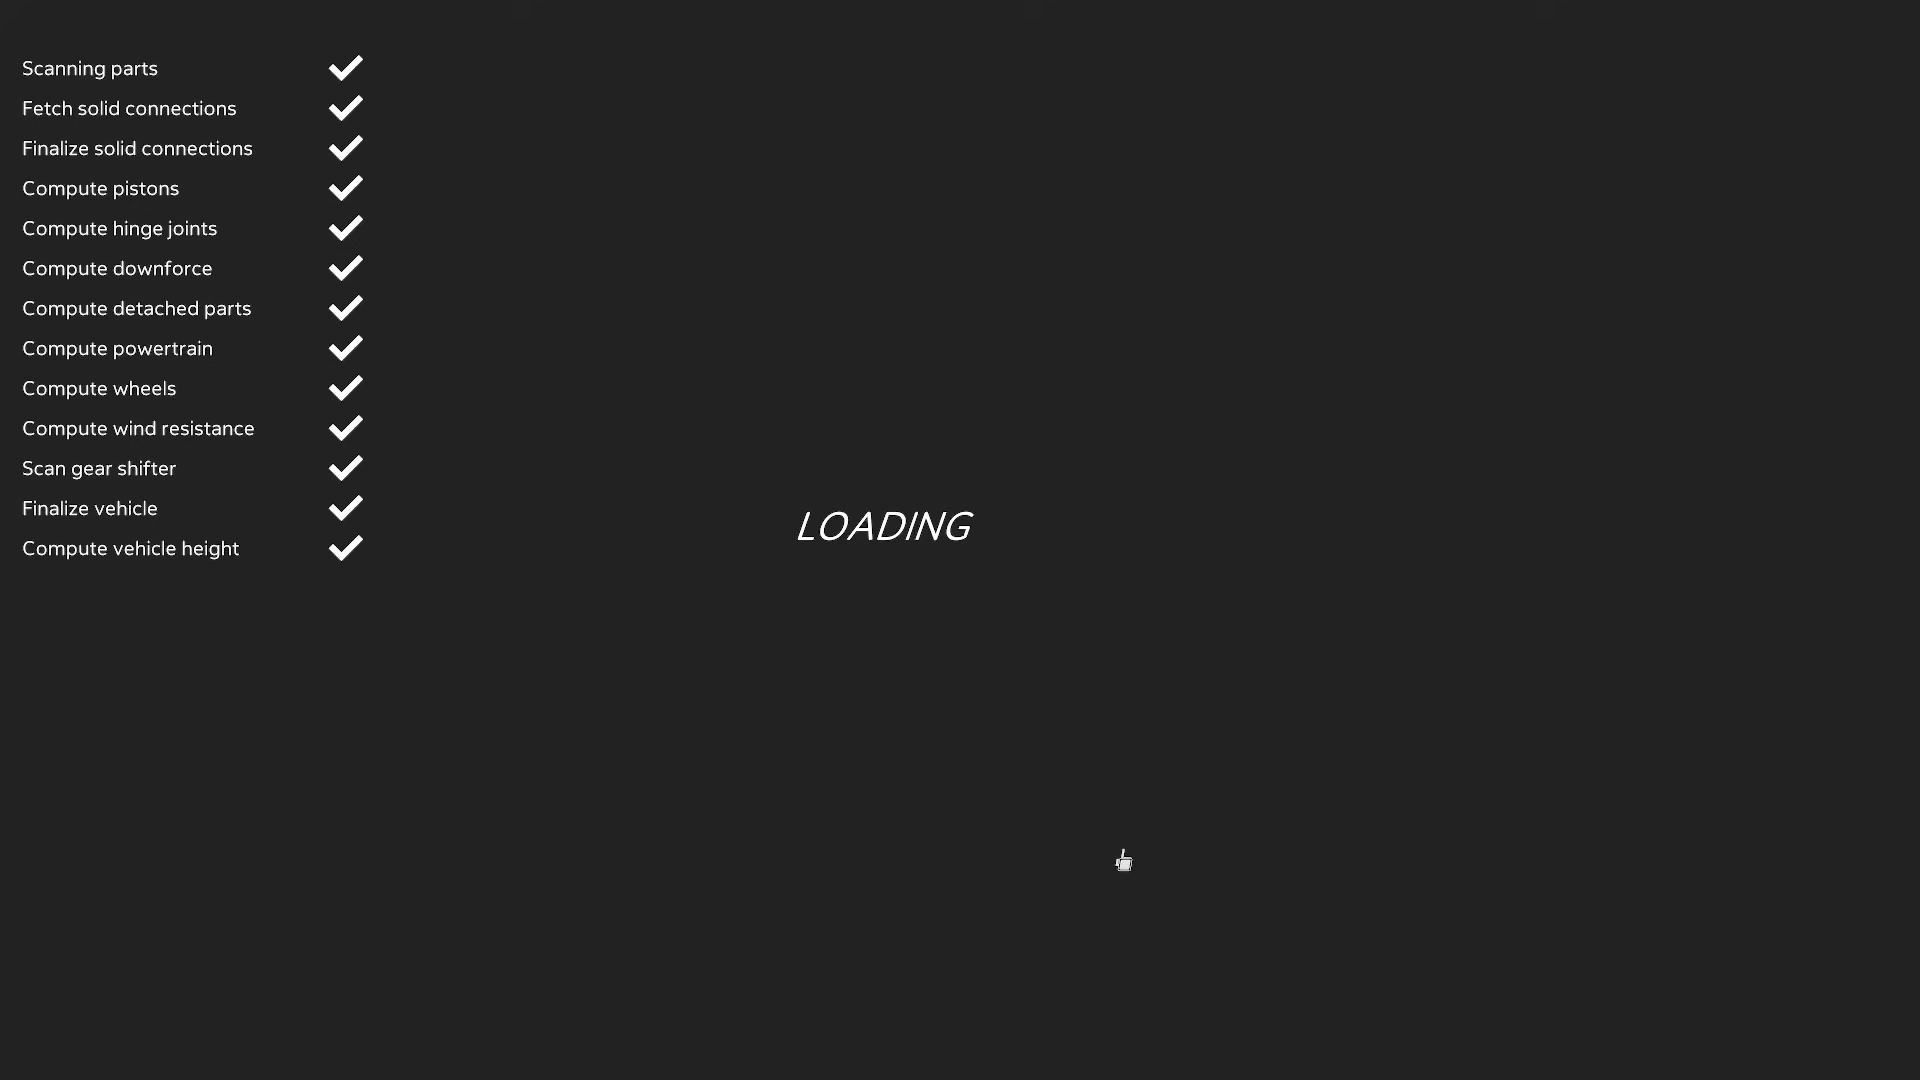 Scanning parts
Fetch solid connections
Finalize solid connections
Compute pistons
Compute hinge joints
Compute downforce
Compute detached parts
Compute powertrain
Compute wheels
Compute wind resistance
Scan gear shifter
Finalize vehicle
Compute vehicle height
LOADING